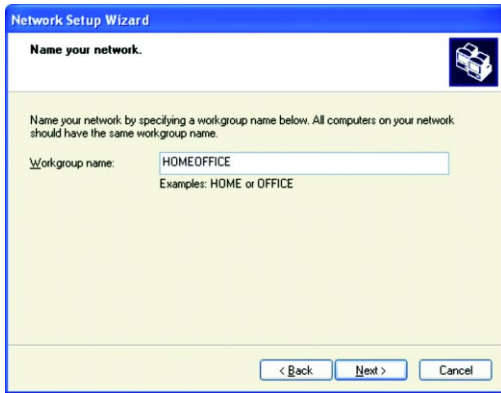 Network Setup Wizard
Name your network.
Name your network by specifying a workgroup name below. All computers on your network
should have the same workgroup name.
Workgroup name: HOMEOFFICE
Examples: HOME or OFFICE
< Back Next > Cancel